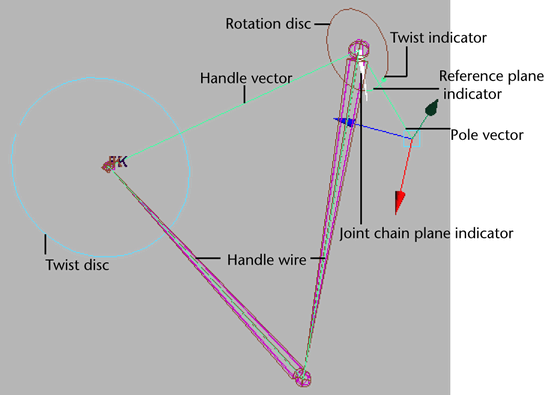 Rotation disc
Twist indicator
Handle vector
Reference plane
indicator
Pole vector
IK
Joint chain plane indicator
Twist disc
Handle wire